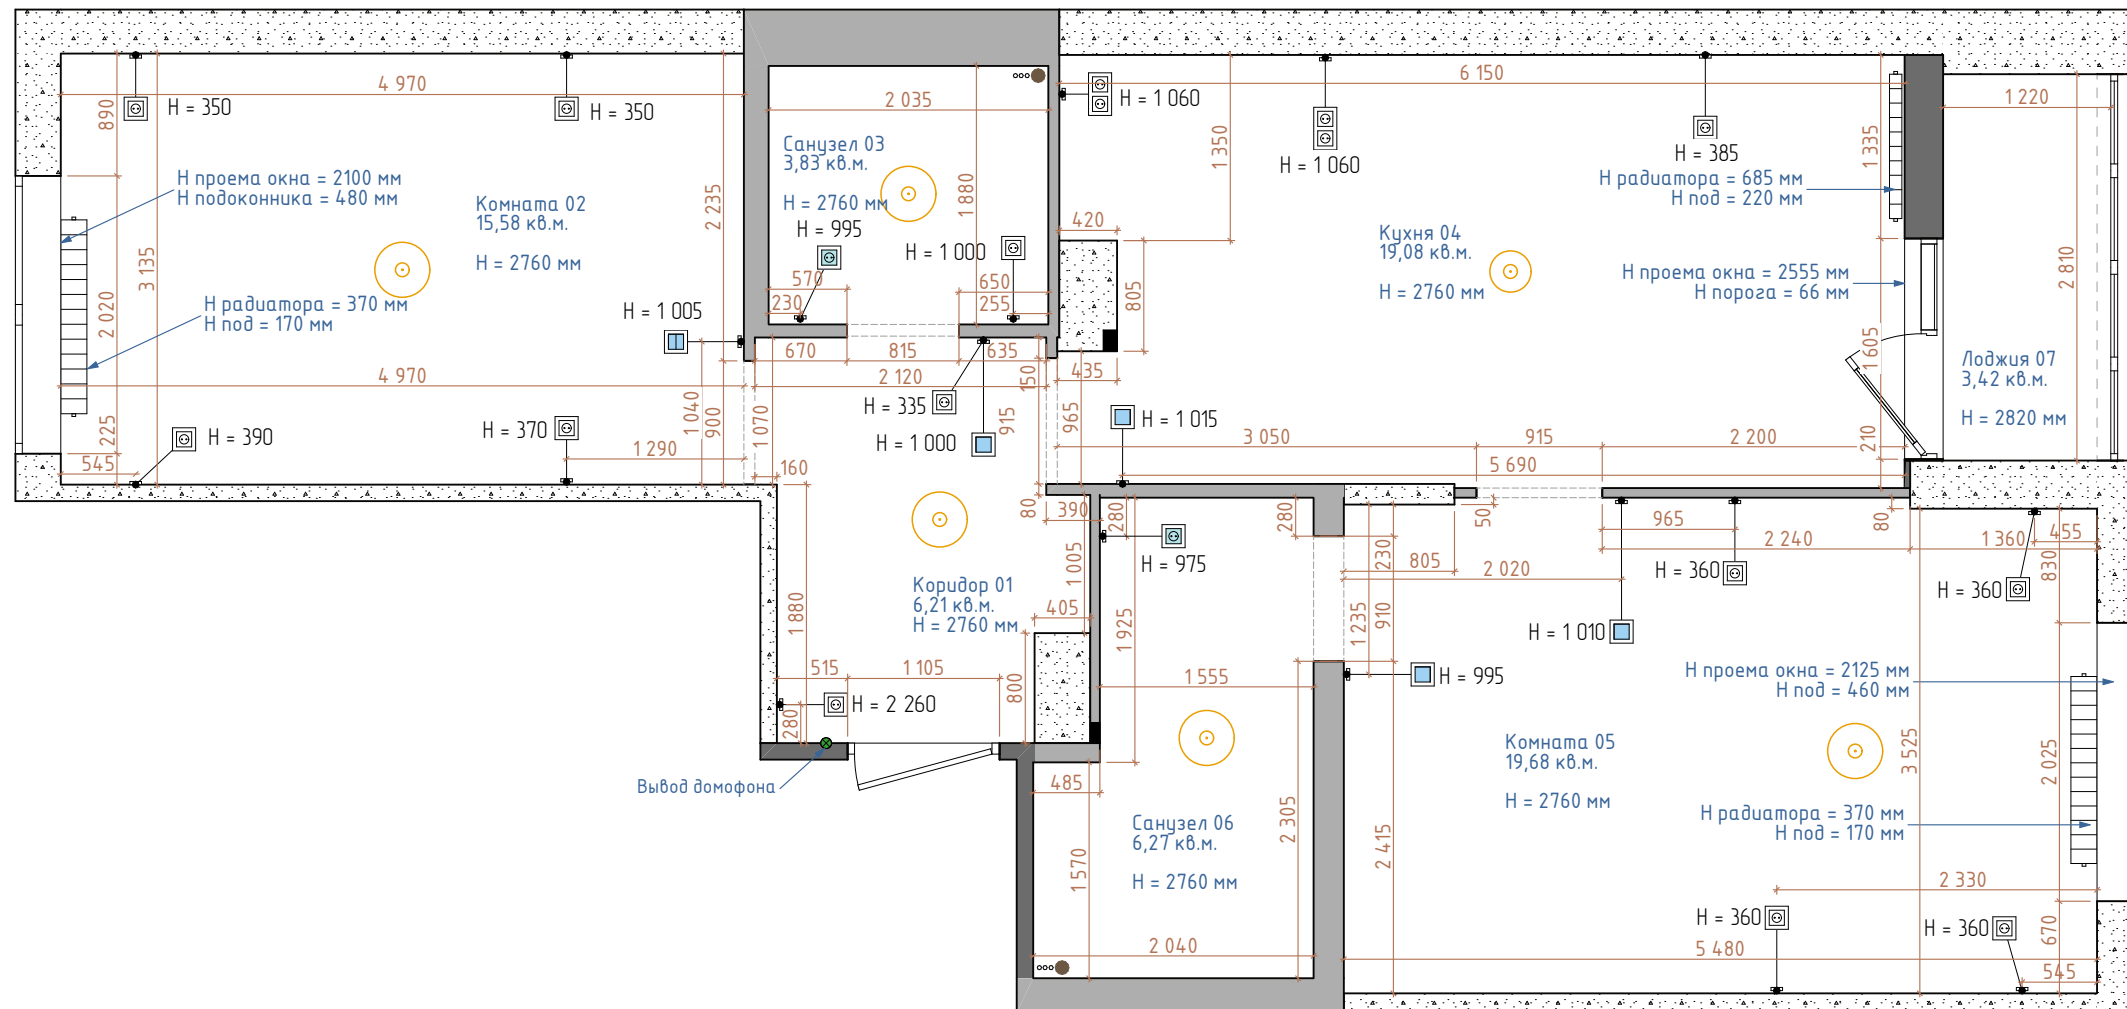 4 970
6 150
890
H = 350
H = 350
2 035
H = 1 060
1 220
H = 1 060
H = 385
1 350
1 335
Санузел 03
3,83 кв.м.
H = 2760 мм
1 880
H проема окна = 2100 мм
H подоконника = 480 мм
Комната 02
15,58 кв.м.
H = 2760 мм
2 235
H радиатора = 685 мм
H под = 220 мм
420
H = 995
H = 1 000
Кухня 04
19,08 кв.м.
H = 2760 мм
3 135
2 020
H проема окна = 2555 мм
H порога = 66 мм
2 810
570
650
805
230
255
H радиатора = 370 мм
H под = 170 мм
H = 1 005
670
815
635
1 605
150
435
4 970
2 120
Лоджия 07
3,42 кв.м.
H = 2820 мм
H = 335
1 040
900
1 070
915
965
H = 1 015
225
H = 390
H = 370
H = 1 000
3 050
915
2 200
210
545
1 290
160
5 690
80
390
280
280
50
80
965
230
2 240
1 360
455
H = 975
1 005
805
2 020
H = 360
H = 360
830
Коридор 01
6,21 кв.м.
H = 2760 мм
1 880
405
1 925
1 235
910
H = 1 010
515
1 105
800
1 555
H = 995
H проема окна = 2125 мм
H под = 460 мм
H = 2 260
280
Комната 05
19,68 кв.м.
H = 2760 мм
3 525
2 025
Вывод домофона
485
2 305
H радиатора = 370 мм
H под = 170 мм
Санузел 06
6,27 кв.м.
H = 2760 мм
1 570
2 415
2 330
H = 360
H = 360
670
2 040
5 480
545